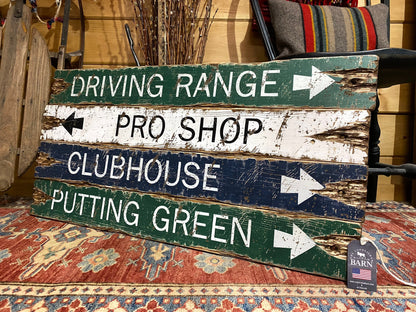 DRIVING RANGE
PRO SHOP
CLUBHOUSE
PUTTING GREEN
BARN